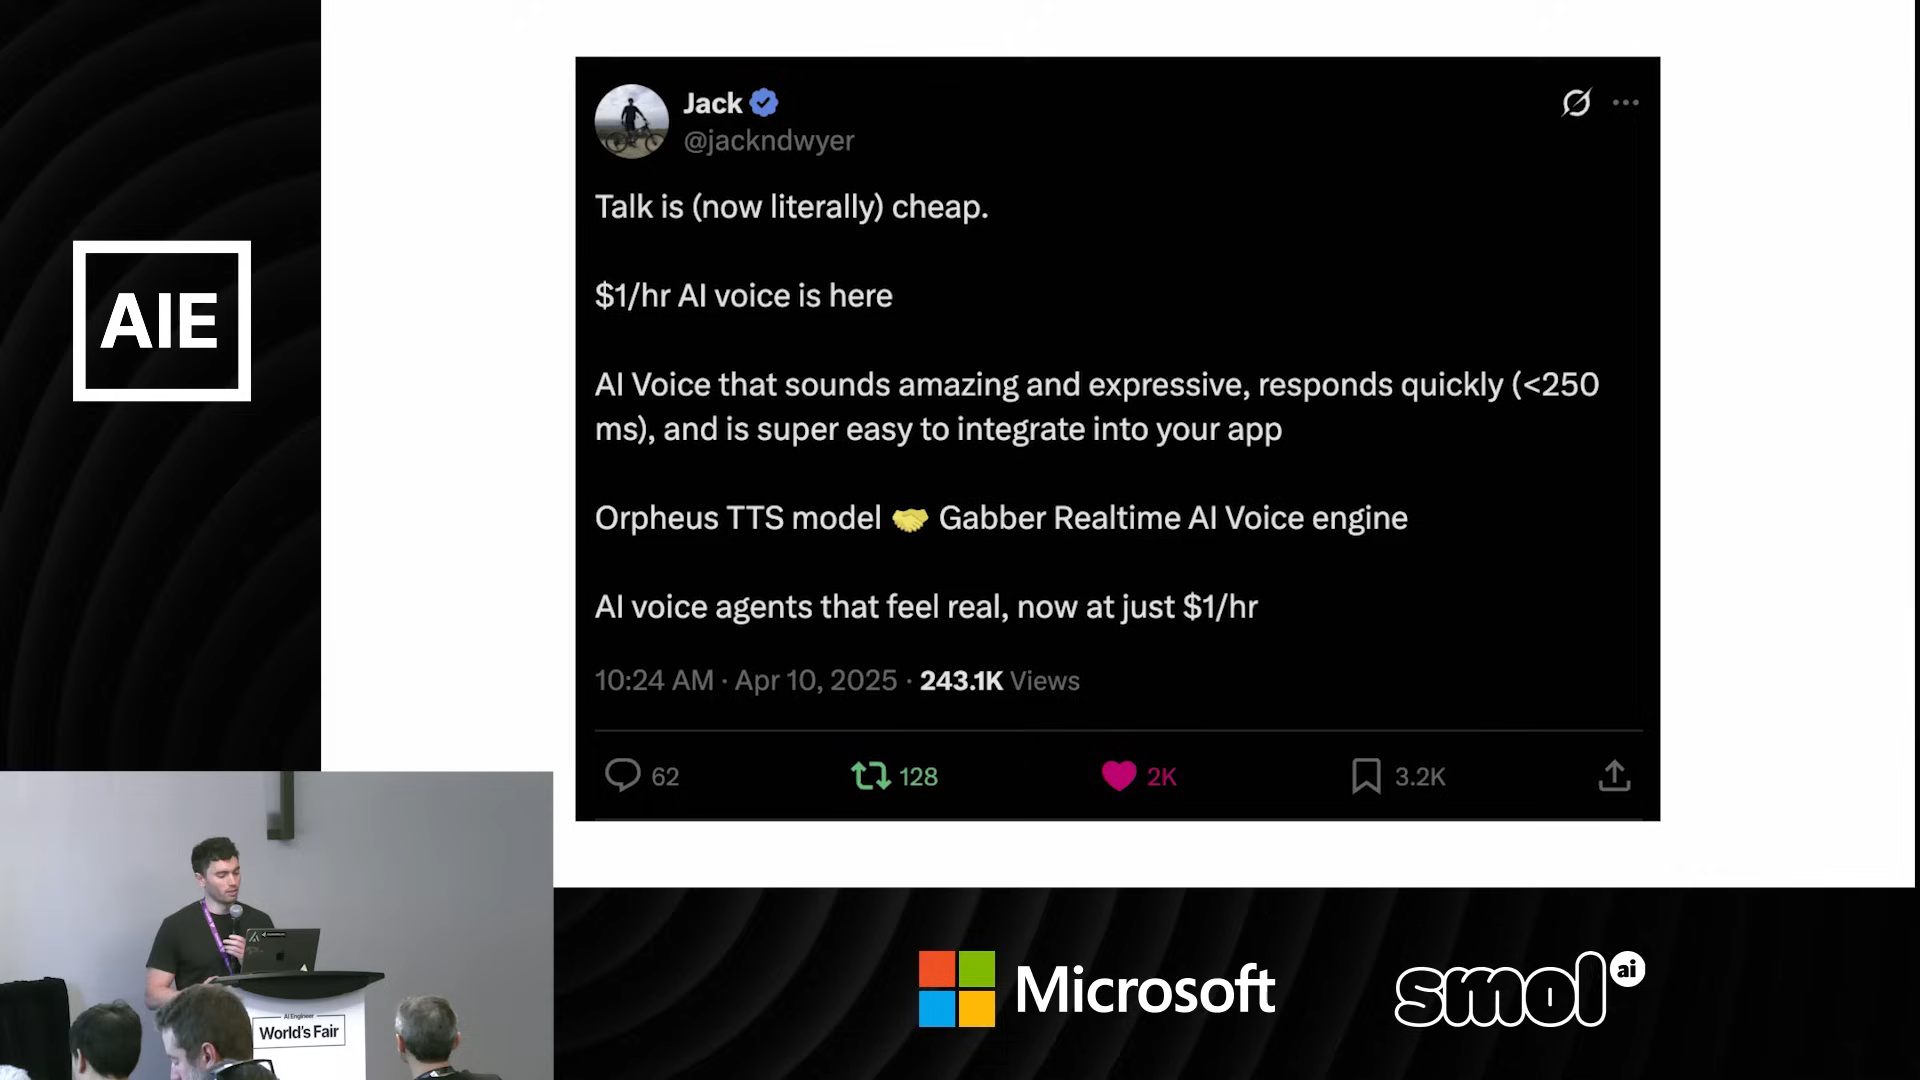 AIE
Jack
@jackndwyer
Talk is (now literally) cheap.
$1/hr AI voice is here
AI Voice that sounds amazing and expressive, responds quickly (<250
ms), and is super easy to integrate into your app
Orpheus TTS model 🤝 Gabber Realtime AI Voice engine
AI voice agents that feel real, now at just $1/hr
10:24 AM · Apr 10, 2025 · 243.1K Views
62 128 2K 3.2K
AI Engineer
World's Fair
Microsoft
smol ai